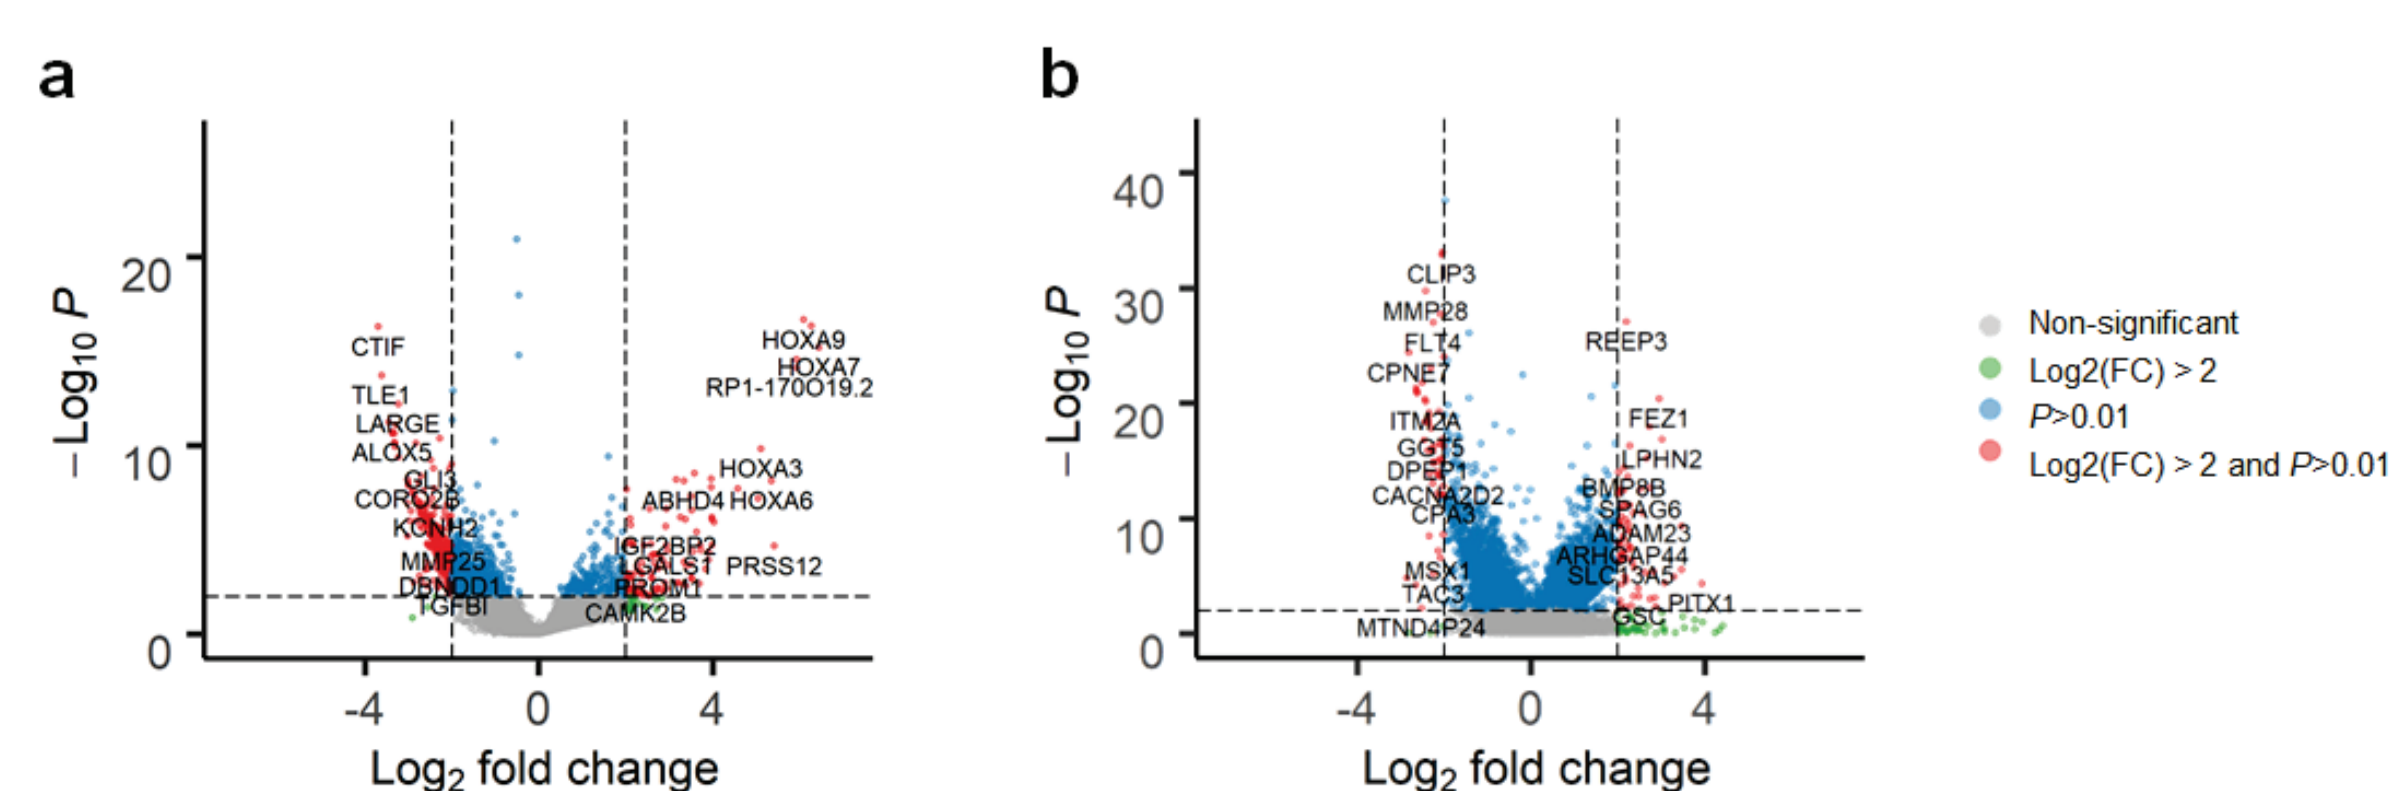 a
20
10
0
-4
0
4
–Log10 P
Log2 fold change
CTIF
TLE1
LARGE
ALOX5
GLI3
CORO2B
KCNH2
MMP25
DBNDD1
TGFBI
HOXA9
HOXA7
RP1-170O19.2
HOXA3
ABHD4
HOXA6
IGF2BP2
LGALS1
PRSS12
PROM1
CAMK2B
b
40
30
20
10
0
-4
0
4
–Log10 P
Log2 fold change
CLIP3
MMP28
FLT4
CPNE7
ITM2A
GGT5
DPEP1
CACNA2D2
CPA3
MSX1
TAC3
MTND4P24
REEP3
FEZ1
LPHN2
BMP8B
SPAG6
ADAM23
ARHGAP44
SLC13A5
PITX1
GSC
Non-significant
Log2(FC) > 2
P>0.01
Log2(FC) > 2 and P>0.01